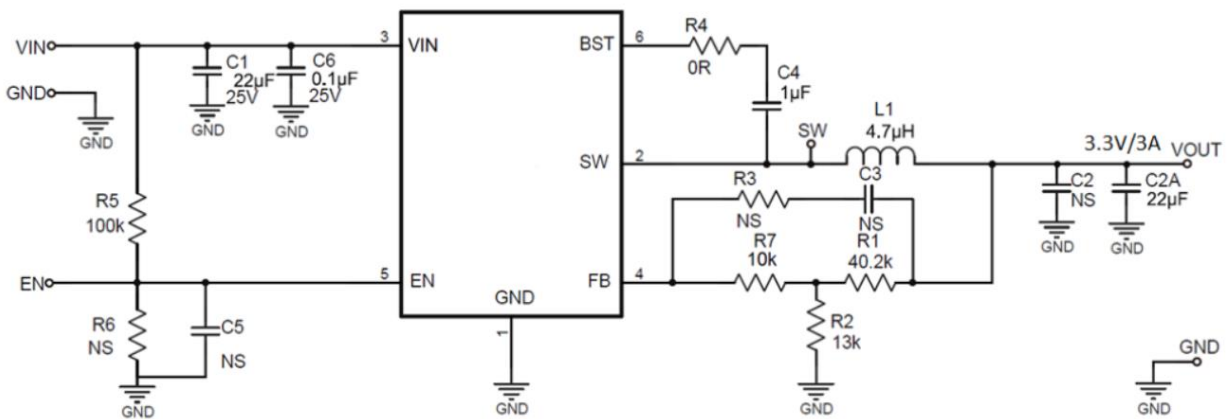 VIN
GND
GND
C1
22µF
25V
GND
C6
0.1µF
25V
GND
3
VIN
BST
6
R4
0R
C4
1µF
SW
2
SW
L1
4.7µH
3.3V/3A
VOUT
C2
NS
GND
C2A
22µF
GND
R3
NS
C3
NS
R5
100k
R7
10k
R1
40.2k
EN
5
EN
FB
4
GND
1
GND
R6
NS
C5
NS
GND
R2
13k
GND
GND
GND